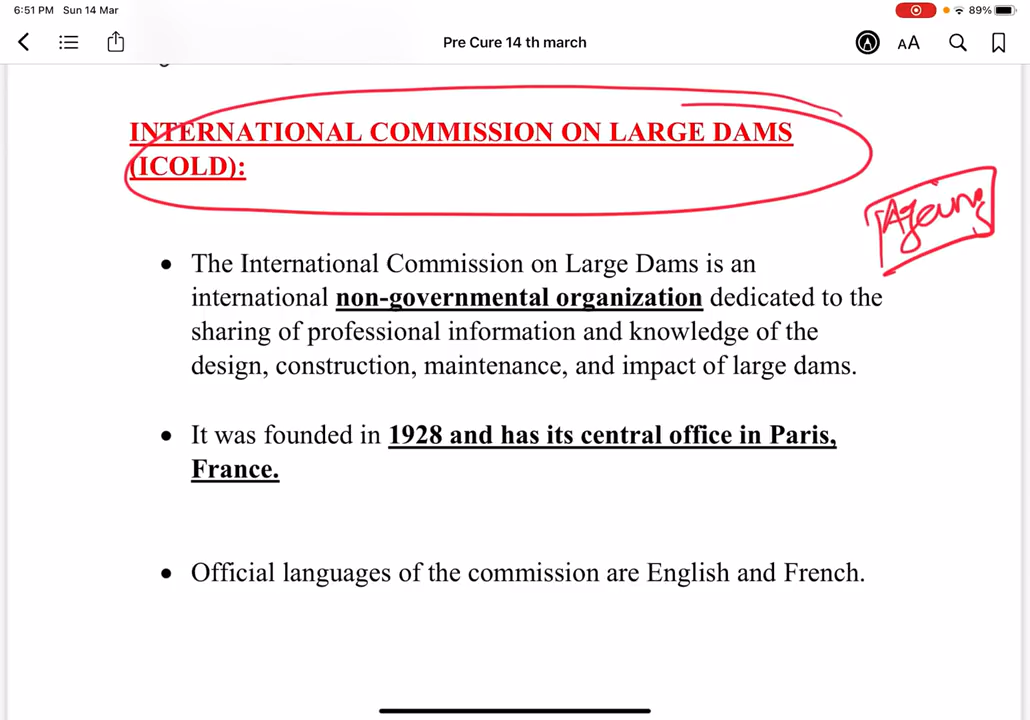 6:51 PM Sun 14 Mar 89%
Pre Cure 14 th march
AA
INTERNATIONAL COMMISSION ON LARGE DAMS
(ICOLD):
• The International Commission on Large Dams is an
international non-governmental organization dedicated to the
sharing of professional information and knowledge of the
design, construction, maintenance, and impact of large dams.
• It was founded in 1928 and has its central office in Paris,
France.
• Official languages of the commission are English and French.